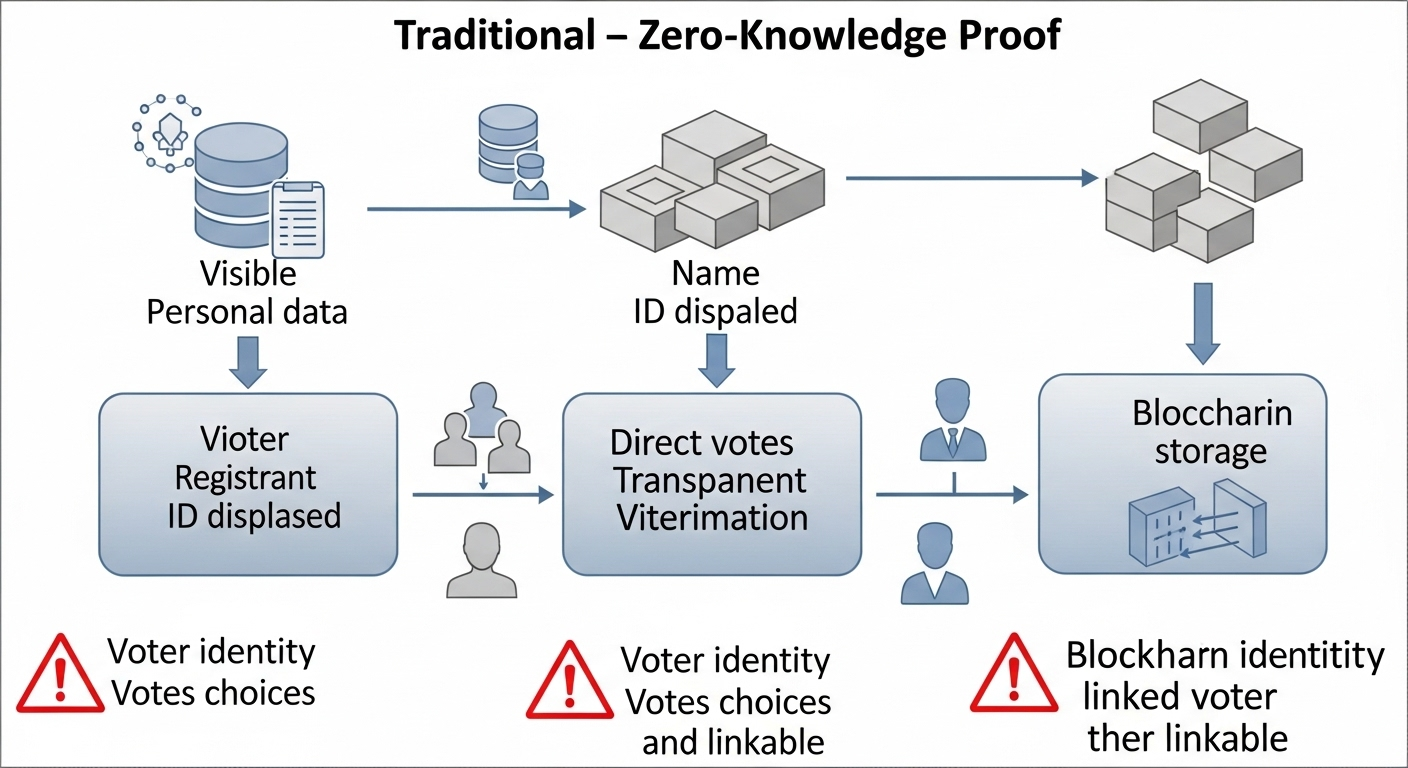 Traditional – Zero-Knowledge Proof
Visible
Personal data
Name
ID dispaled
Vioter
Registrant
ID displased
Direct votes
Transpanent
Viterimation
Bloccharin
storage
Voter identity
Votes choices
Voter identity
Votes choices
and linkable
Blockharn identitity
linked voter
ther linkable